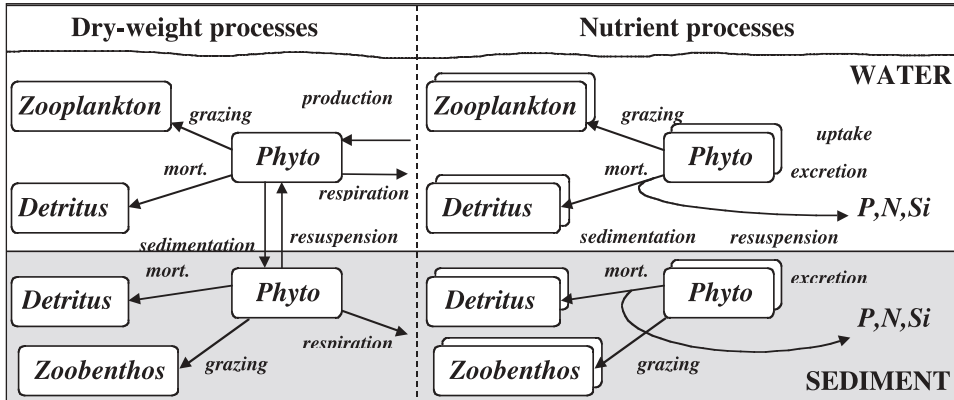 Dry-weight processes
Nutrient processes
WATER
Zooplankton
grazing
production
Phyto
mort.
respiration
Detritus
sedimentation
resuspension
mort.
Detritus
Phyto
respiration
Zoobenthos
grazing
Zooplankton
grazing
uptake
Phyto
mort.
excretion
Detritus
P,N,Si
sedimentation
resuspension
mort.
excretion
Detritus
Phyto
P,N,Si
Zoobenthos
grazing
SEDIMENT